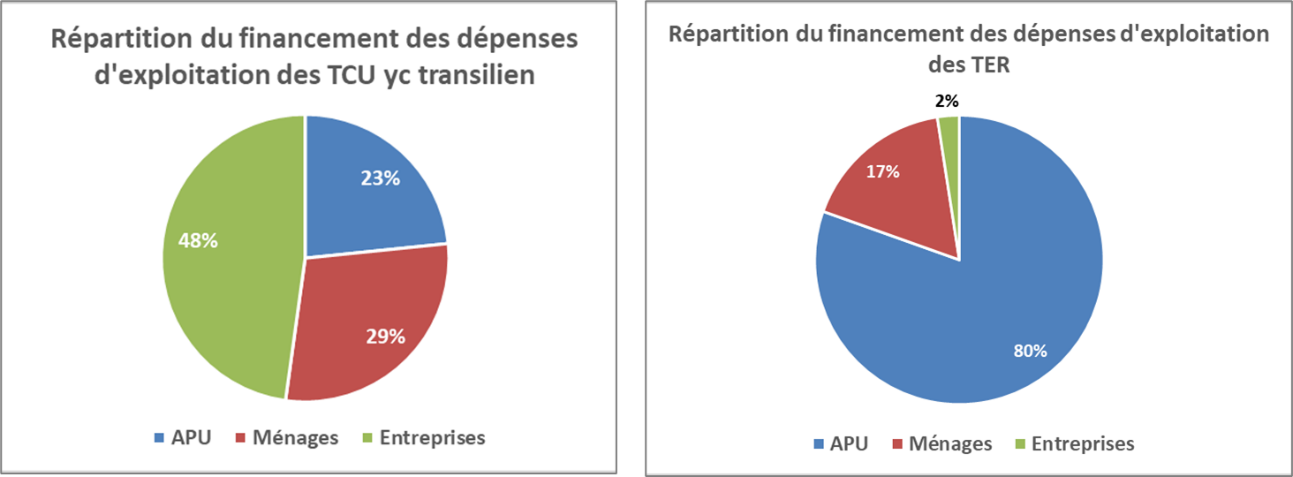 Répartition du financement des dépenses
d'exploitation des TCU yc transilien
23%
48%
29%
APU Ménages Entreprises
Répartition du financement des dépenses d'exploitation
des TER
2%
17%
80%
APU Ménages Entreprises